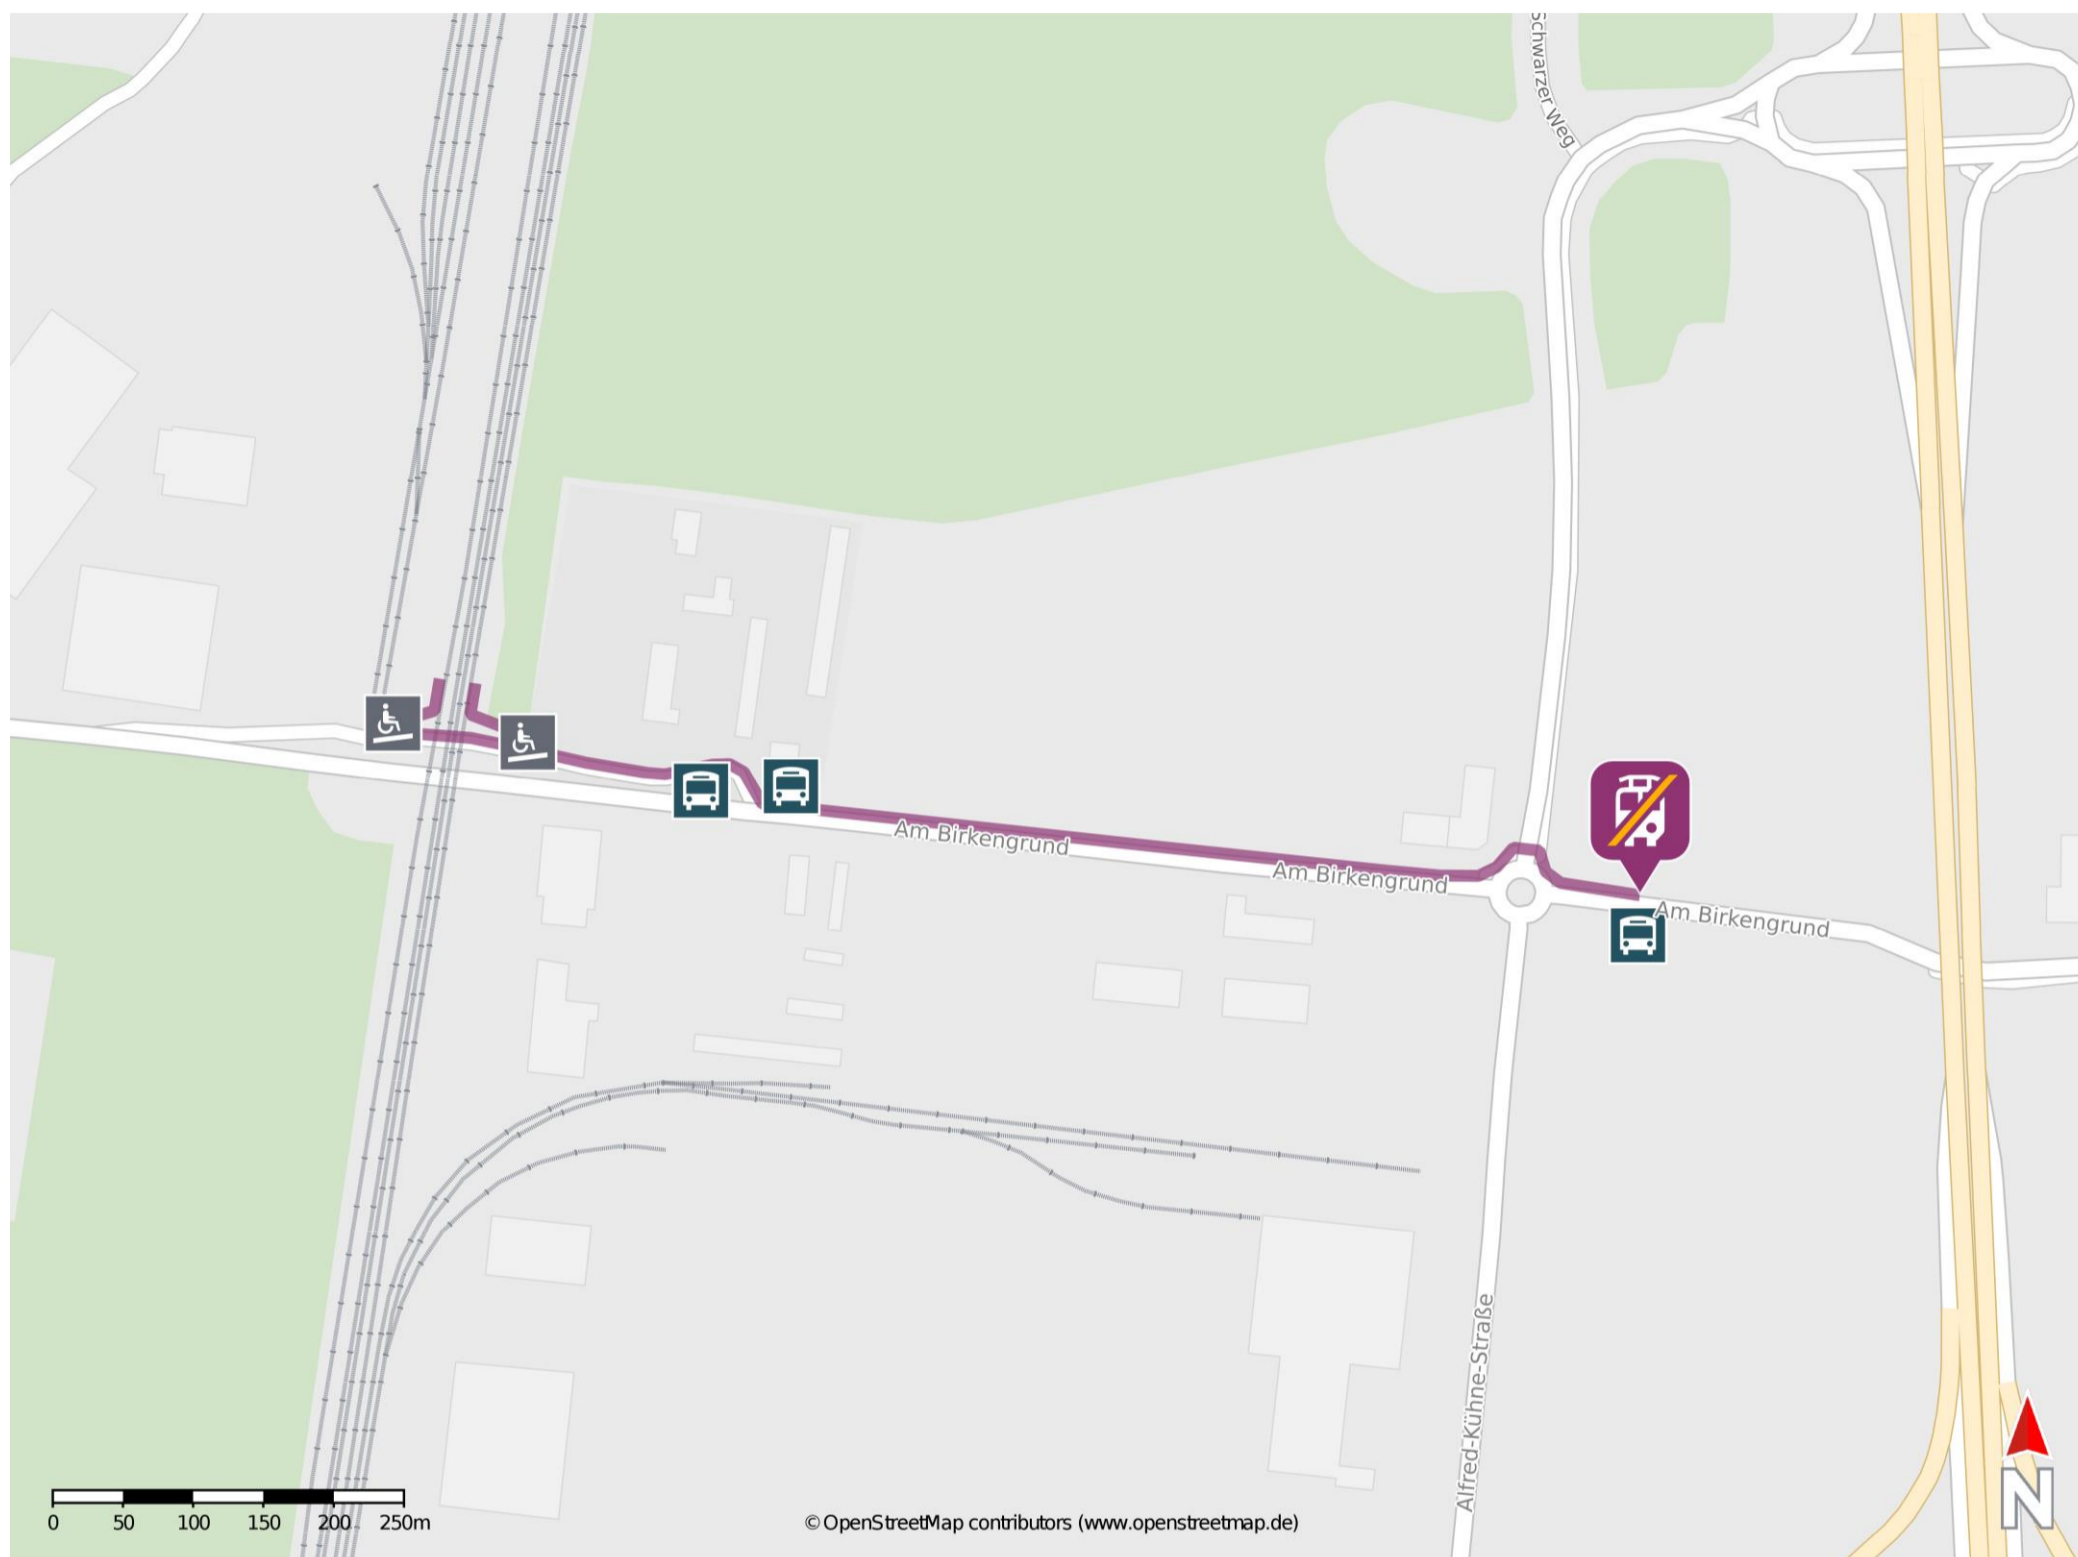 Schwarzer Weg
Am Birkengrund
Am Birkengrund
Am Birkengrund
Alfred-Kühne-Straße
0 50 100 150 200 250m
© OpenStreetMap contributors (www.openstreetmap.de)
N